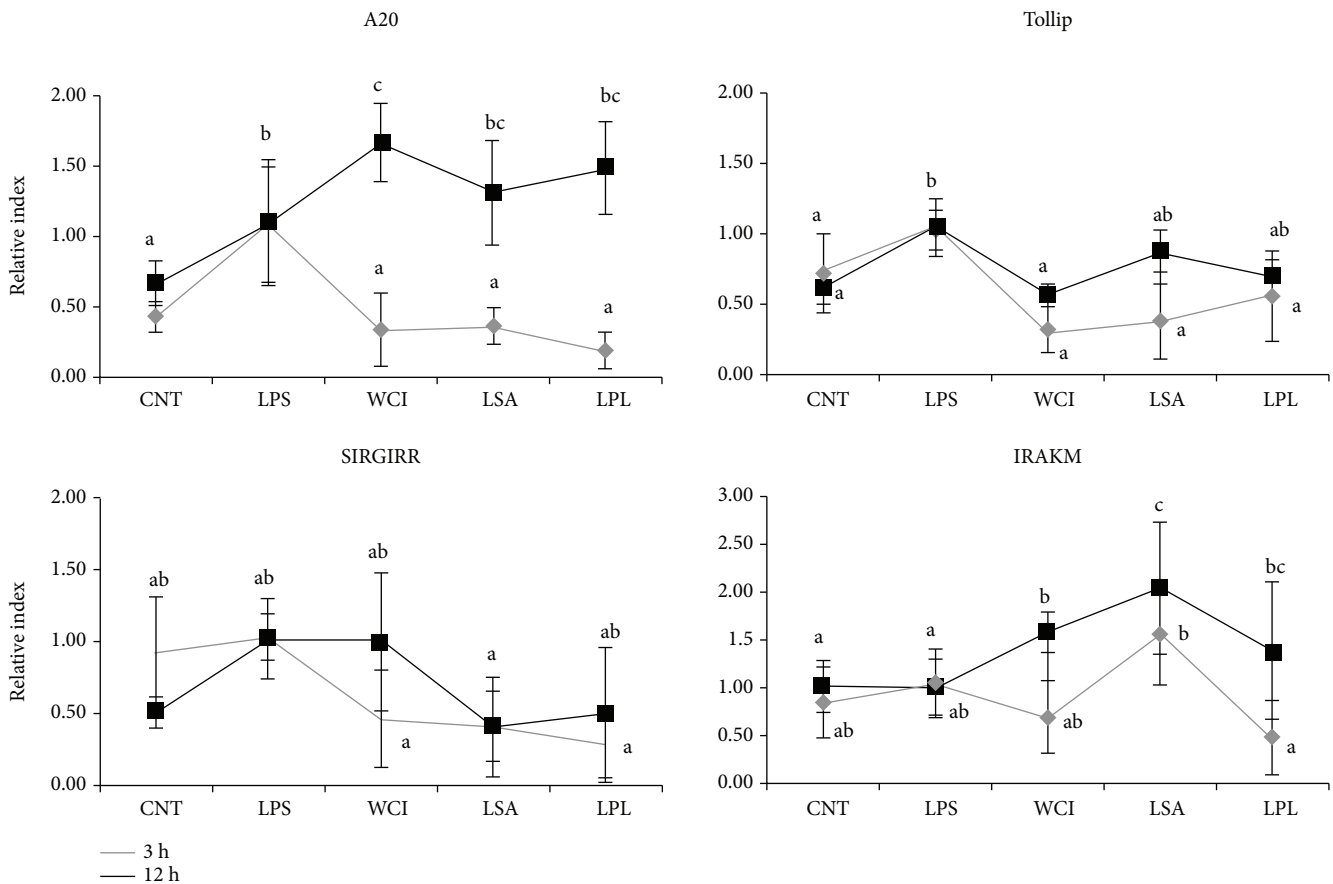 A20
Relative index
2.00
1.50
1.00
0.50
0.00
a
b
c
bc
bc
a
a
a
CNT LPS WCI LSA LPL
Tollip
2.00
1.50
1.00
0.50
0.00
a
b
a
ab
ab
a
a
a
a
CNT LPS WCI LSA LPL
SIRGIRR
Relative index
2.00
1.50
1.00
0.50
0.00
ab
ab
ab
a
ab
a
a
CNT LPS WCI LSA LPL
IRAKM
3.00
2.50
2.00
1.50
1.00
0.50
0.00
a
a
b
c
bc
ab
ab
ab
b
a
CNT LPS WCI LSA LPL
3 h
12 h